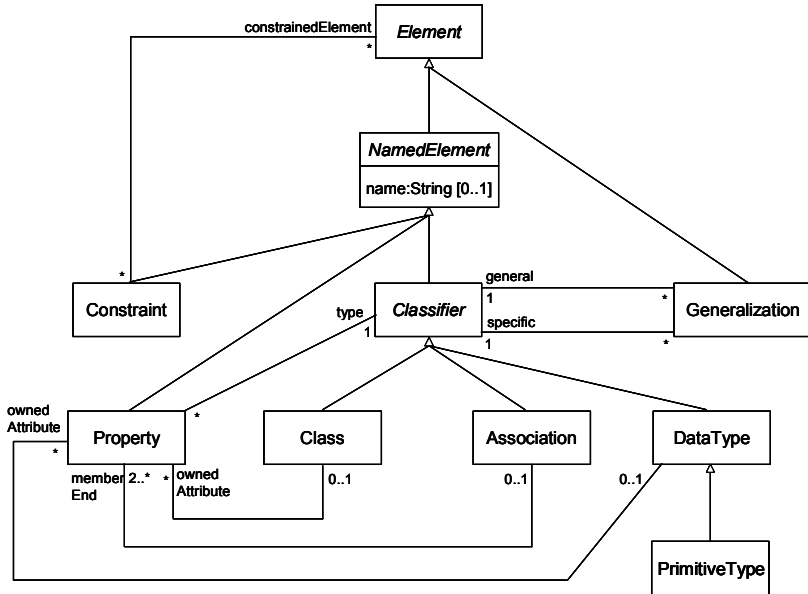 constrainedElement
*
Element
NamedElement
name:String [0..1]
*
Constraint
type
1
Classifier
general
1
*
specific
1
*
Generalization
owned
Attribute
*
Property
*
Class
Association
DataType
member
End
2..*
*
owned
Attribute
0..1
0..1
0..1
PrimitiveType